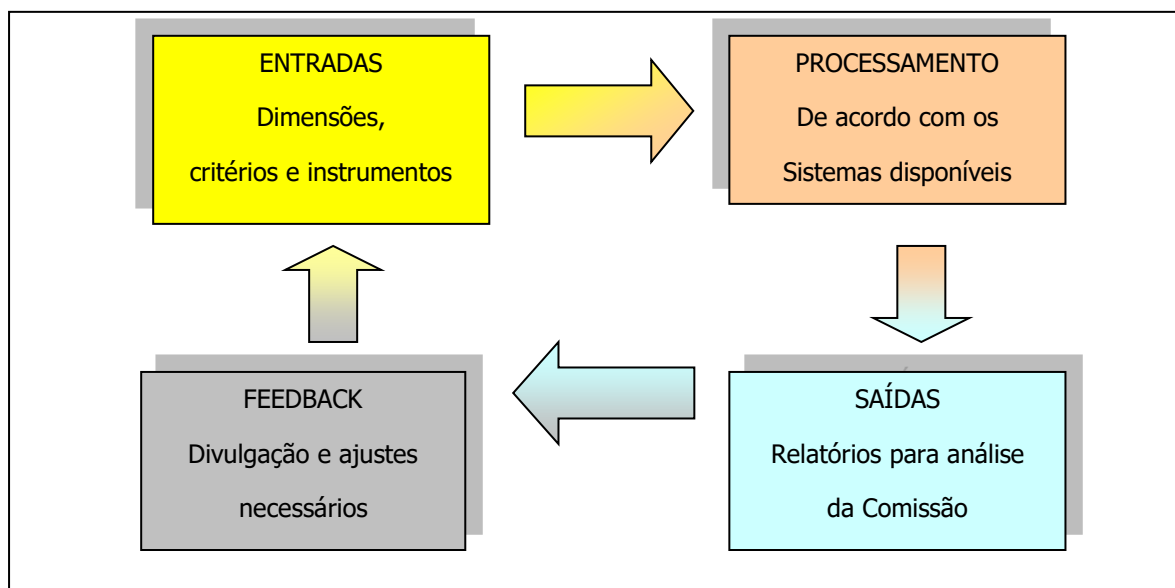 ENTRADAS
Dimensões,
critérios e instrumentos
PROCESSAMENTO
De acordo com os
Sistemas disponíveis
SAÍDAS
Relatórios para análise
da Comissão
FEEDBACK
Divulgação e ajustes
necessários